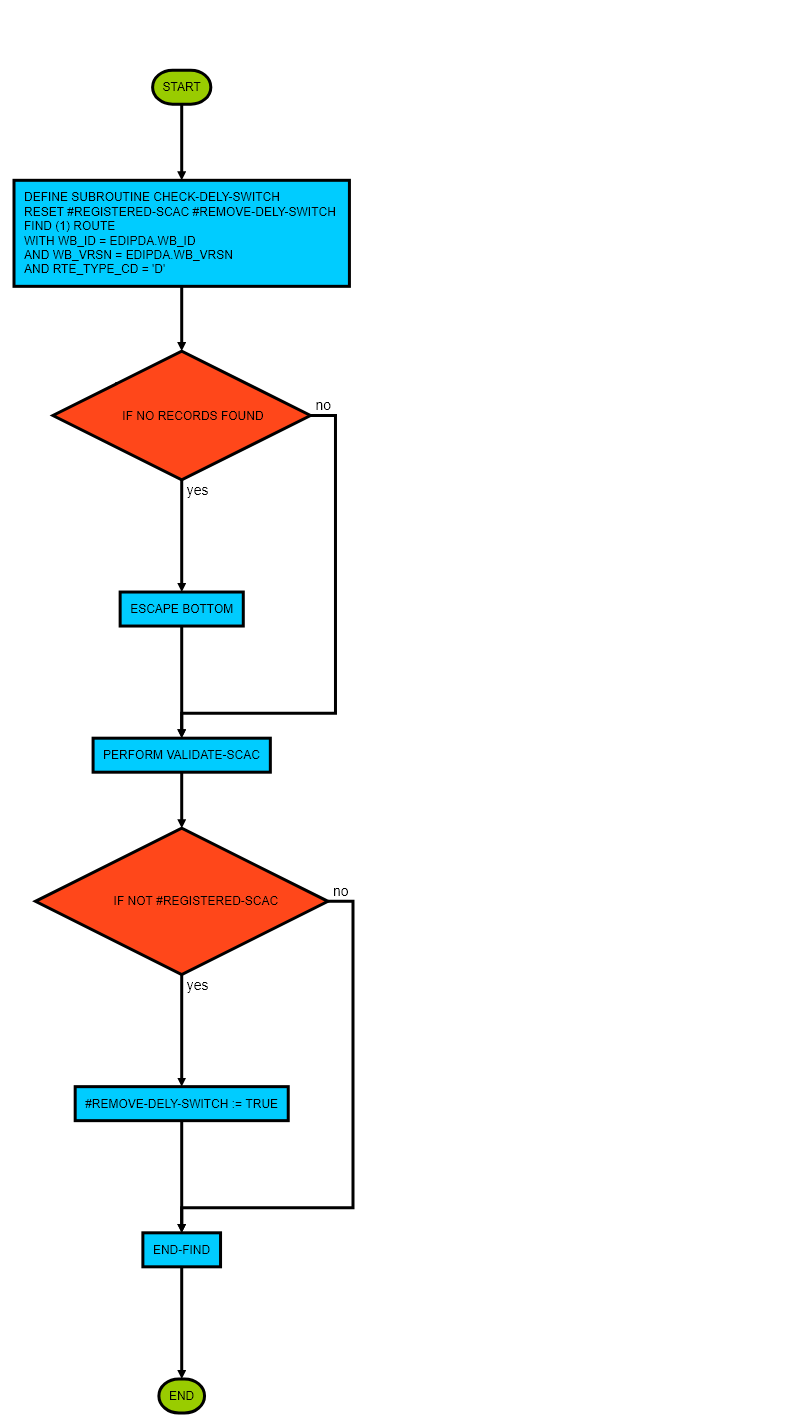 START
DEFINE SUBROUTINE CHECK-DELY-SWITCH
RESET #REGISTERED-SCAC #REMOVE-DELY-SWITCH
FIND (1) ROUTE
WITH WB_ID = EDIPDA.WB_ID
AND WB_VRSN = EDIPDA.WB_VRSN
AND RTE_TYPE_CD = 'D'
IF NO RECORDS FOUND
no
yes
ESCAPE BOTTOM
PERFORM VALIDATE-SCAC
IF NOT #REGISTERED-SCAC
no
yes
#REMOVE-DELY-SWITCH := TRUE
END-FIND
END